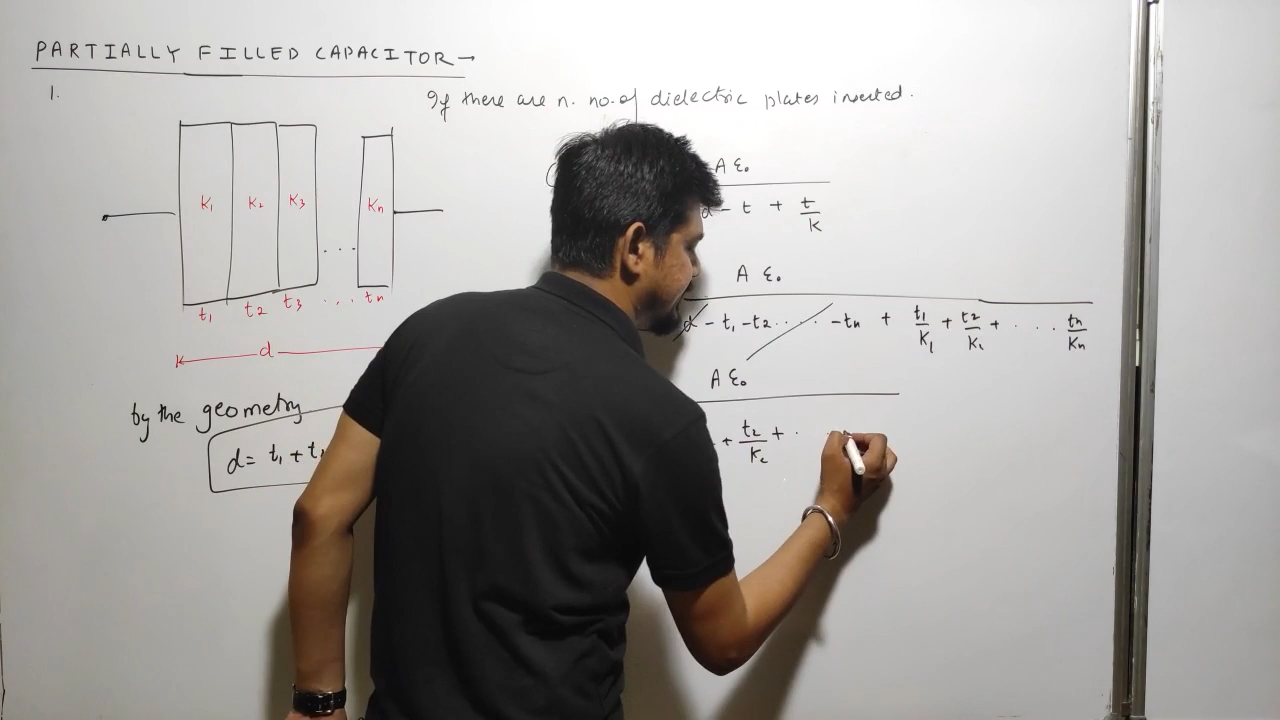 PARTIALLY FILLED CAPACITOR →
1.
If there are n. no. of dielectric plates inserted.
K₁ K₂ K₃ ... Kn
t₁ t₂ t₃ ... tn
d
by the geometry
d = t₁ + t₂
A ε₀
d - t + t/K
A ε₀
d - t₁ - t₂ . . . . - tn + t₁/K₁ + t₂/K₂ + . . . tn/Kn
A ε₀
+ t₂/K₂ + . .